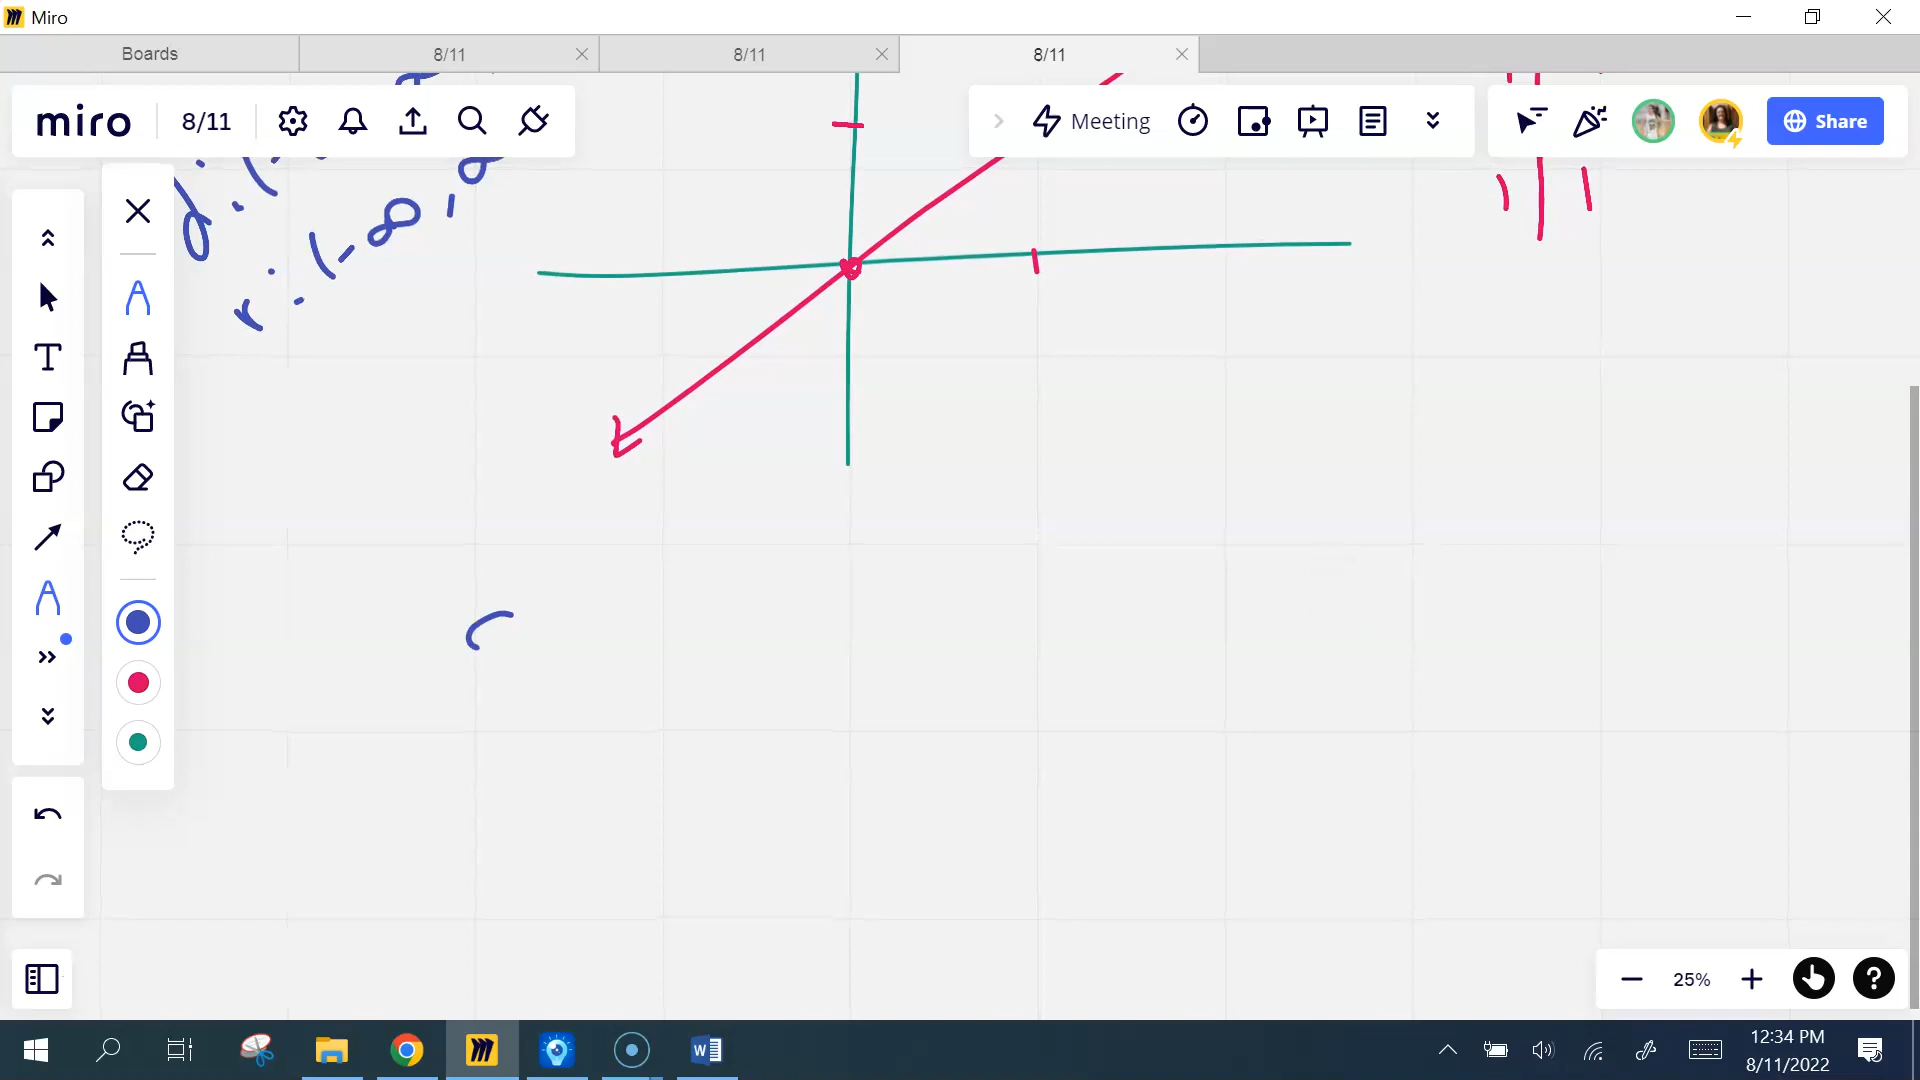 Miro
Boards
8/11
8/11
8/11
miro
8/11
Meeting
Share
d: (-
r: (-∞, ∞
25%
12:34 PM
8/11/2022